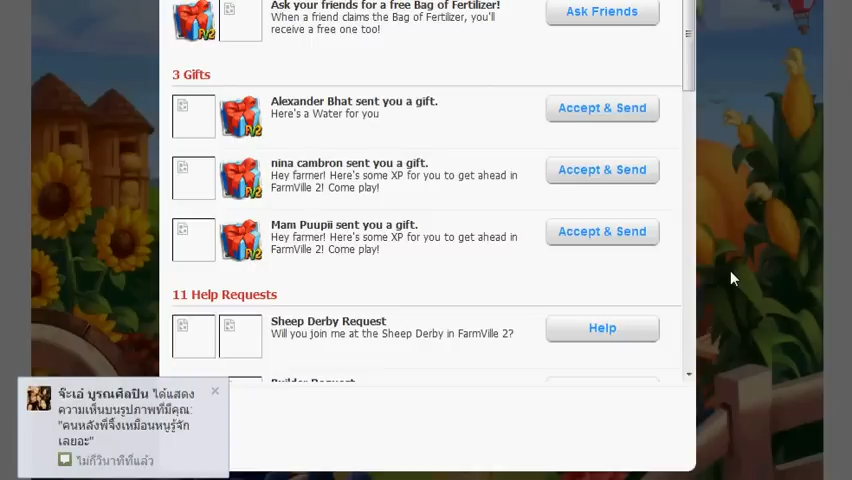 Ask your friends for a free Bag of Fertilizer!
When a friend claims the Bag of Fertilizer, you'll
receive a free one too!
Ask Friends
3 Gifts
Alexander Bhat sent you a gift.
Here's a Water for you
Accept & Send
nina cambron sent you a gift.
Hey farmer! Here's some XP for you to get ahead in
FarmVille 2! Come play!
Accept & Send
Mam Puupii sent you a gift.
Hey farmer! Here's some XP for you to get ahead in
FarmVille 2! Come play!
Accept & Send
11 Help Requests
Sheep Derby Request
Will you join me at the Sheep Derby in FarmVille 2?
Help
Builder Request
จ๊ะเอ๋ บูรณศิลปิน ได้แสดง
ความเห็นบนรูปภาพที่มีคุณ:
"คนหลังพี่จิ้งเหมือนหนูรู้จัก
เลยอะ"
ไม่กี่วินาทีที่แล้ว